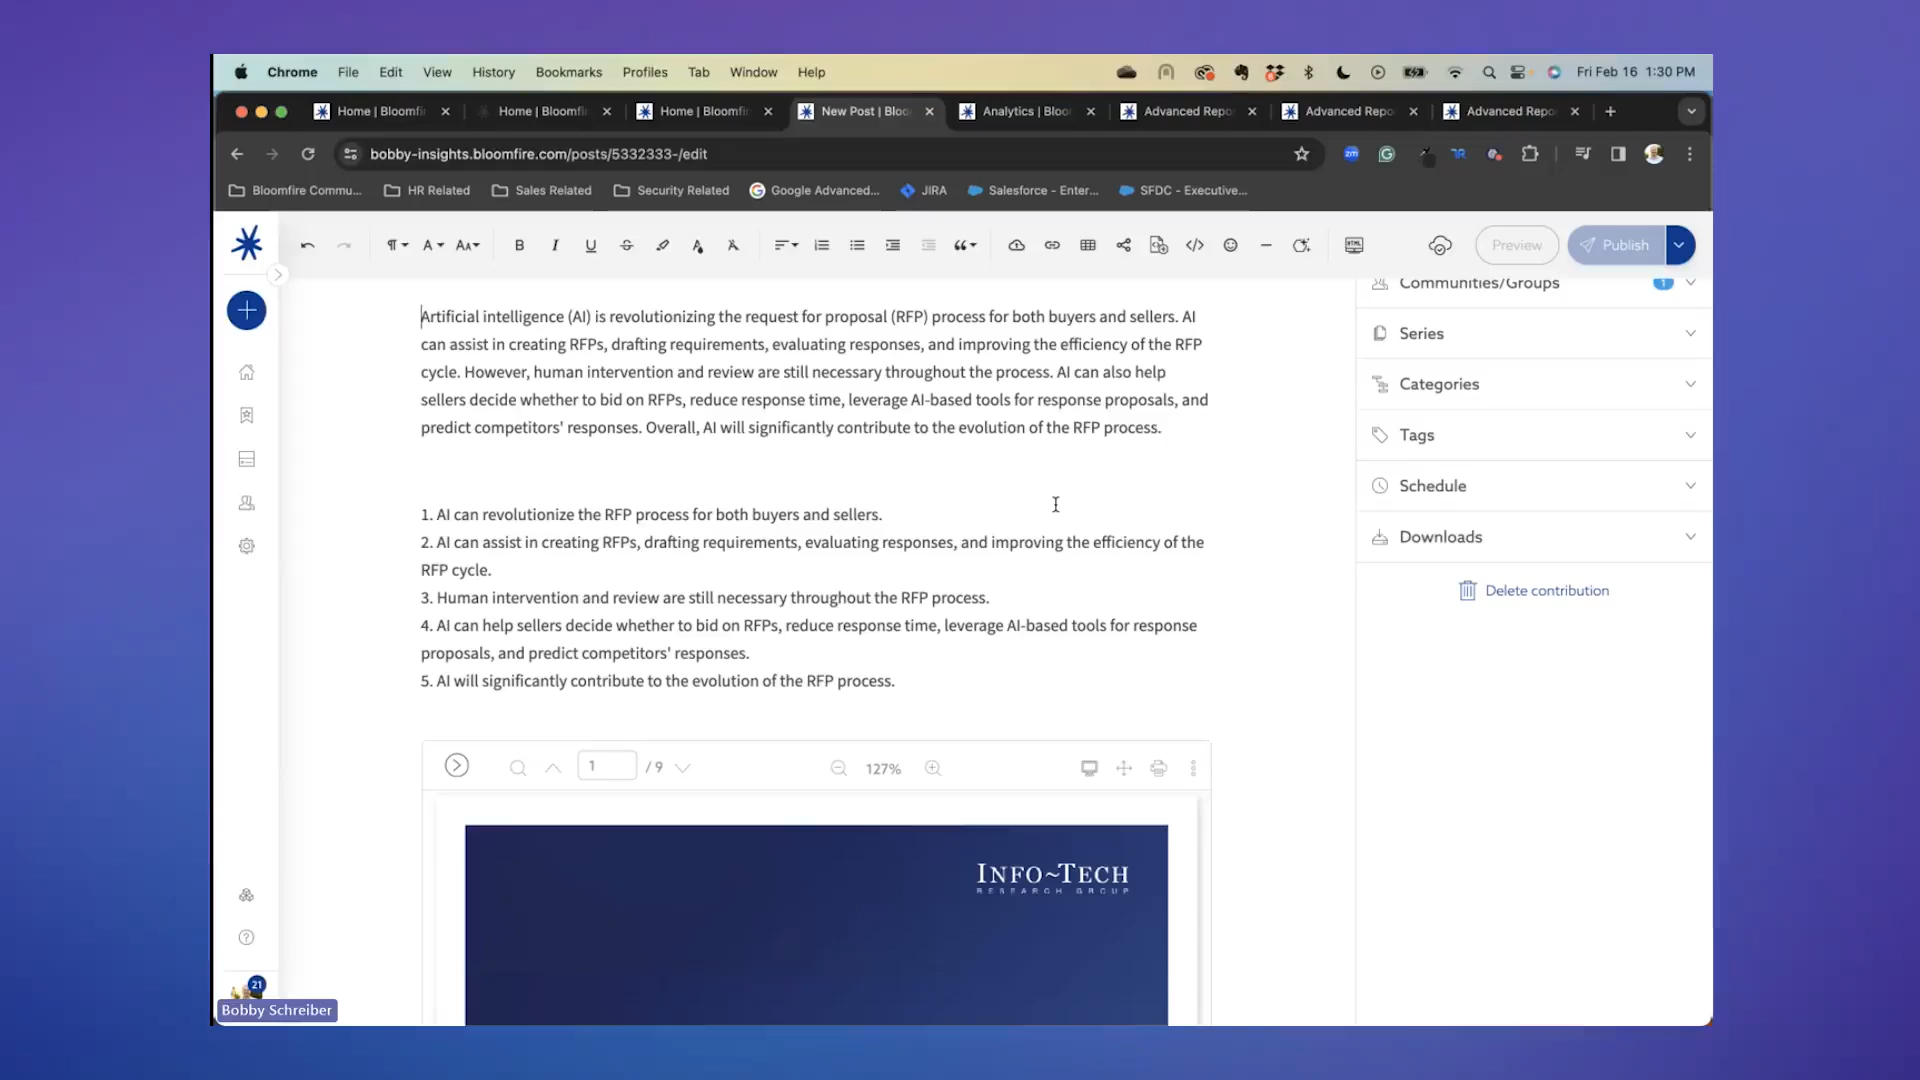 Chrome File Edit View History Bookmarks Profiles Tab Window Help Fri Feb 16 1:30 PM
Home | Bloomfir Home | Bloomfir Home | Bloomfir New Post | Bloo Analytics | Bloo Advanced Repo Advanced Repo Advanced Repo
bobby-insights.bloomfire.com/posts/5332333-/edit zm
Bloomfire Commu... HR Related Sales Related Security Related Google Advanced... JIRA Salesforce - Enter... SFDC - Executive...
Preview Publish
Communities/Groups 1
Series
Categories
Tags
Schedule
Downloads
Delete contribution
Artificial intelligence (AI) is revolutionizing the request for proposal (RFP) process for both buyers and sellers. AI
can assist in creating RFPs, drafting requirements, evaluating responses, and improving the efficiency of the RFP
cycle. However, human intervention and review are still necessary throughout the process. AI can also help
sellers decide whether to bid on RFPs, reduce response time, leverage AI-based tools for response proposals, and
predict competitors' responses. Overall, AI will significantly contribute to the evolution of the RFP process.
1. AI can revolutionize the RFP process for both buyers and sellers.
2. AI can assist in creating RFPs, drafting requirements, evaluating responses, and improving the efficiency of the
RFP cycle.
3. Human intervention and review are still necessary throughout the RFP process.
4. AI can help sellers decide whether to bid on RFPs, reduce response time, leverage AI-based tools for response
proposals, and predict competitors' responses.
5. AI will significantly contribute to the evolution of the RFP process.
1 / 9 127%
INFO~TECH
RESEARCH GROUP
21
Bobby Schreiber